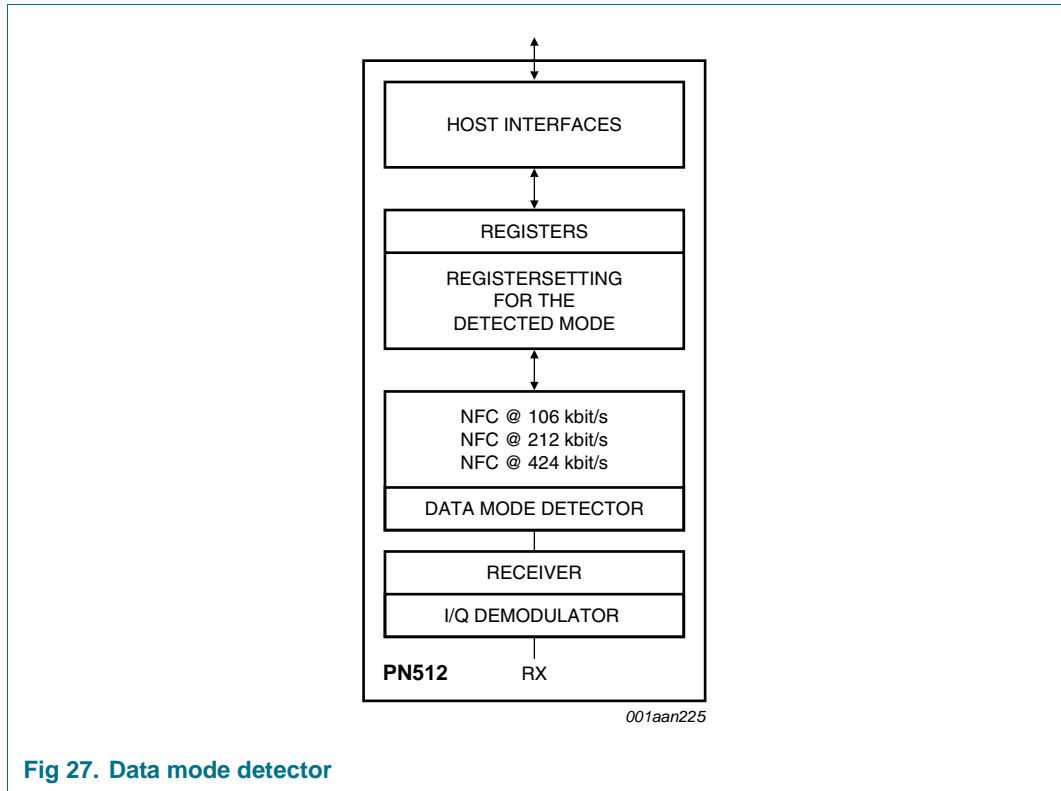 HOST INTERFACES
REGISTERS
REGISTERSETTING
FOR THE
DETECTED MODE
NFC @ 106 kbit/s
NFC @ 212 kbit/s
NFC @ 424 kbit/s
DATA MODE DETECTOR
RECEIVER
I/Q DEMODULATOR
PN512 RX
001aan225
Fig 27. Data mode detector